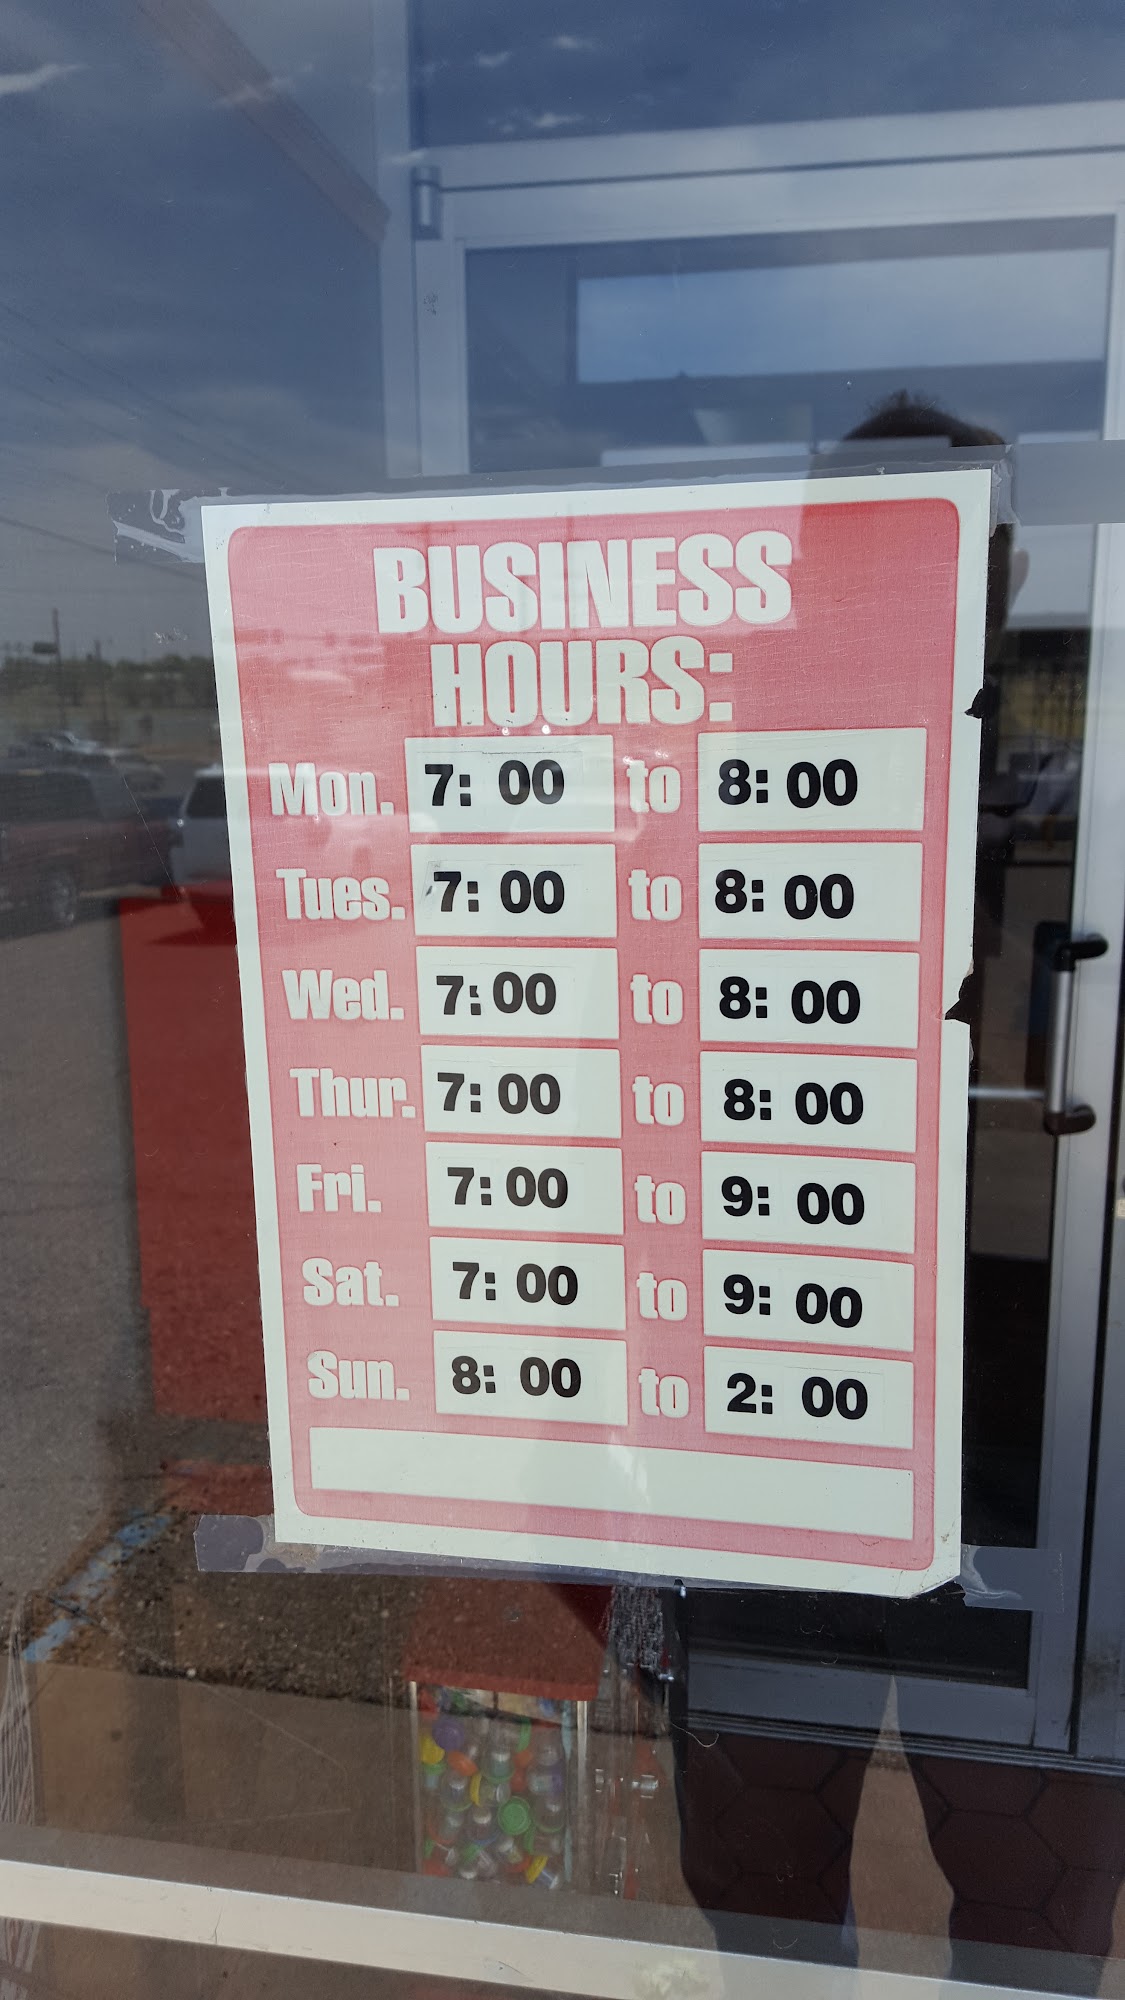 BUSINESS
HOURS:
Mon. 7: 00 to 8: 00
Tues. 7: 00 to 8: 00
Wed. 7: 00 to 8: 00
Thur. 7: 00 to 8: 00
Fri. 7: 00 to 9: 00
Sat. 7: 00 to 9: 00
Sun. 8: 00 to 2: 00